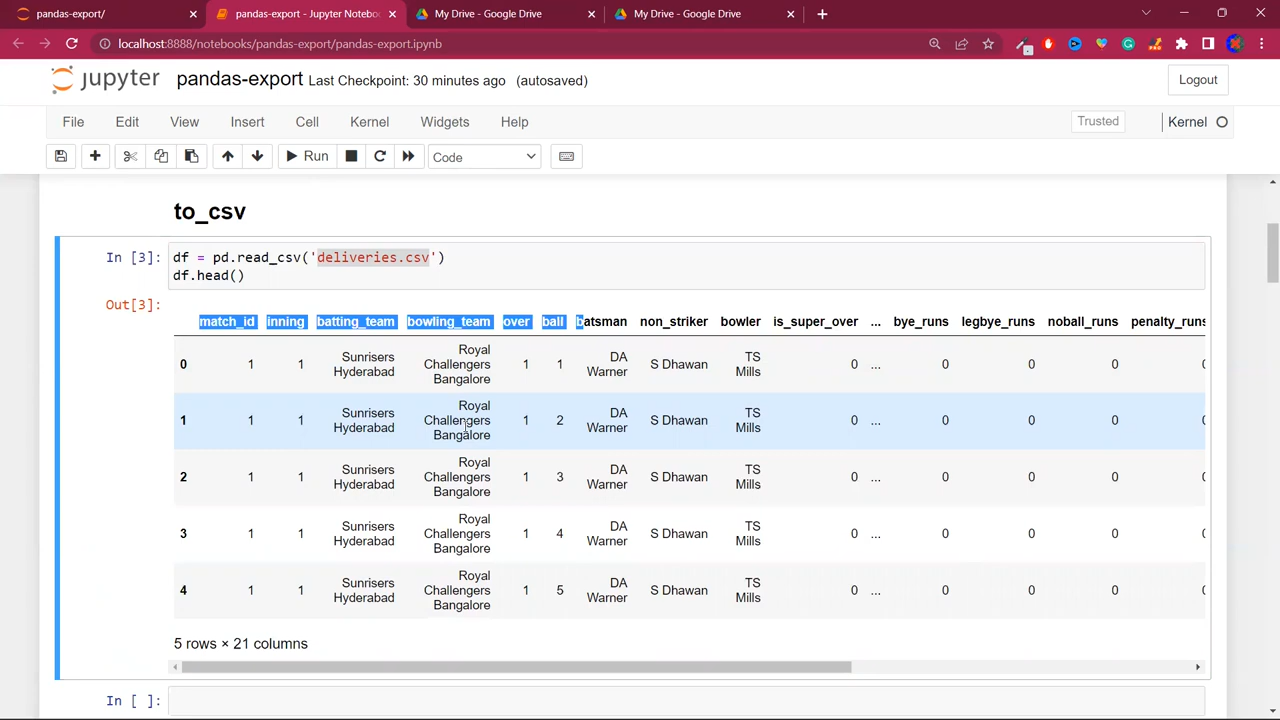 pandas-export/
pandas-export - Jupyter Notebo
My Drive - Google Drive
My Drive - Google Drive
localhost:8888/notebooks/pandas-export/pandas-export.ipynb
jupyter pandas-export Last Checkpoint: 30 minutes ago (autosaved) Logout
File Edit View Insert Cell Kernel Widgets Help Trusted Kernel
Run Code
to_csv
In [3]: df = pd.read_csv('deliveries.csv')
df.head()
Out[3]:
match_id inning batting_team bowling_team over ball batsman non_striker bowler is_super_over ... bye_runs legbye_runs noball_runs penalty_runs
0 1 1 Sunrisers Hyderabad Royal Challengers Bangalore 1 1 DA Warner S Dhawan TS Mills 0 ... 0 0 0 0
1 1 1 Sunrisers Hyderabad Royal Challengers Bangalore 1 2 DA Warner S Dhawan TS Mills 0 ... 0 0 0 0
2 1 1 Sunrisers Hyderabad Royal Challengers Bangalore 1 3 DA Warner S Dhawan TS Mills 0 ... 0 0 0 0
3 1 1 Sunrisers Hyderabad Royal Challengers Bangalore 1 4 DA Warner S Dhawan TS Mills 0 ... 0 0 0 0
4 1 1 Sunrisers Hyderabad Royal Challengers Bangalore 1 5 DA Warner S Dhawan TS Mills 0 ... 0 0 0 0
5 rows × 21 columns
In [ ]: